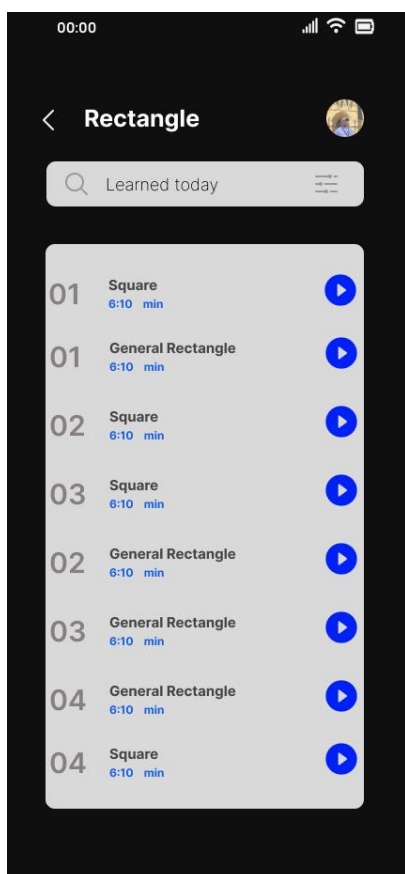 00:00
Rectangle
Learned today
01 Square
6:10 min
01 General Rectangle
6:10 min
02 Square
6:10 min
03 Square
6:10 min
02 General Rectangle
6:10 min
03 General Rectangle
6:10 min
04 General Rectangle
6:10 min
04 Square
6:10 min